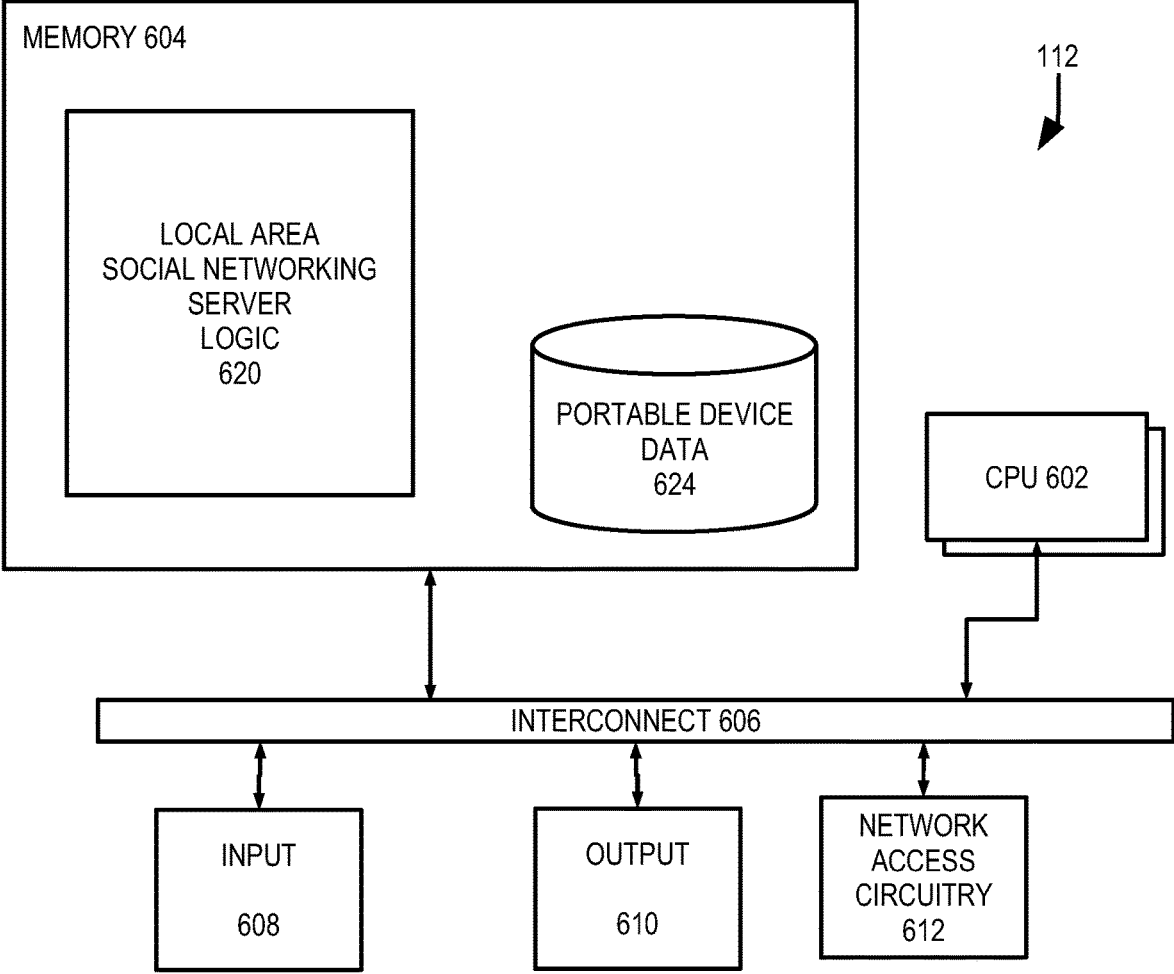 MEMORY 604
112
LOCAL AREA
SOCIAL NETWORKING
SERVER
LOGIC
620
PORTABLE DEVICE
DATA
624
CPU 602
INTERCONNECT 606
INPUT
608
OUTPUT
610
NETWORK
ACCESS
CIRCUITRY
612